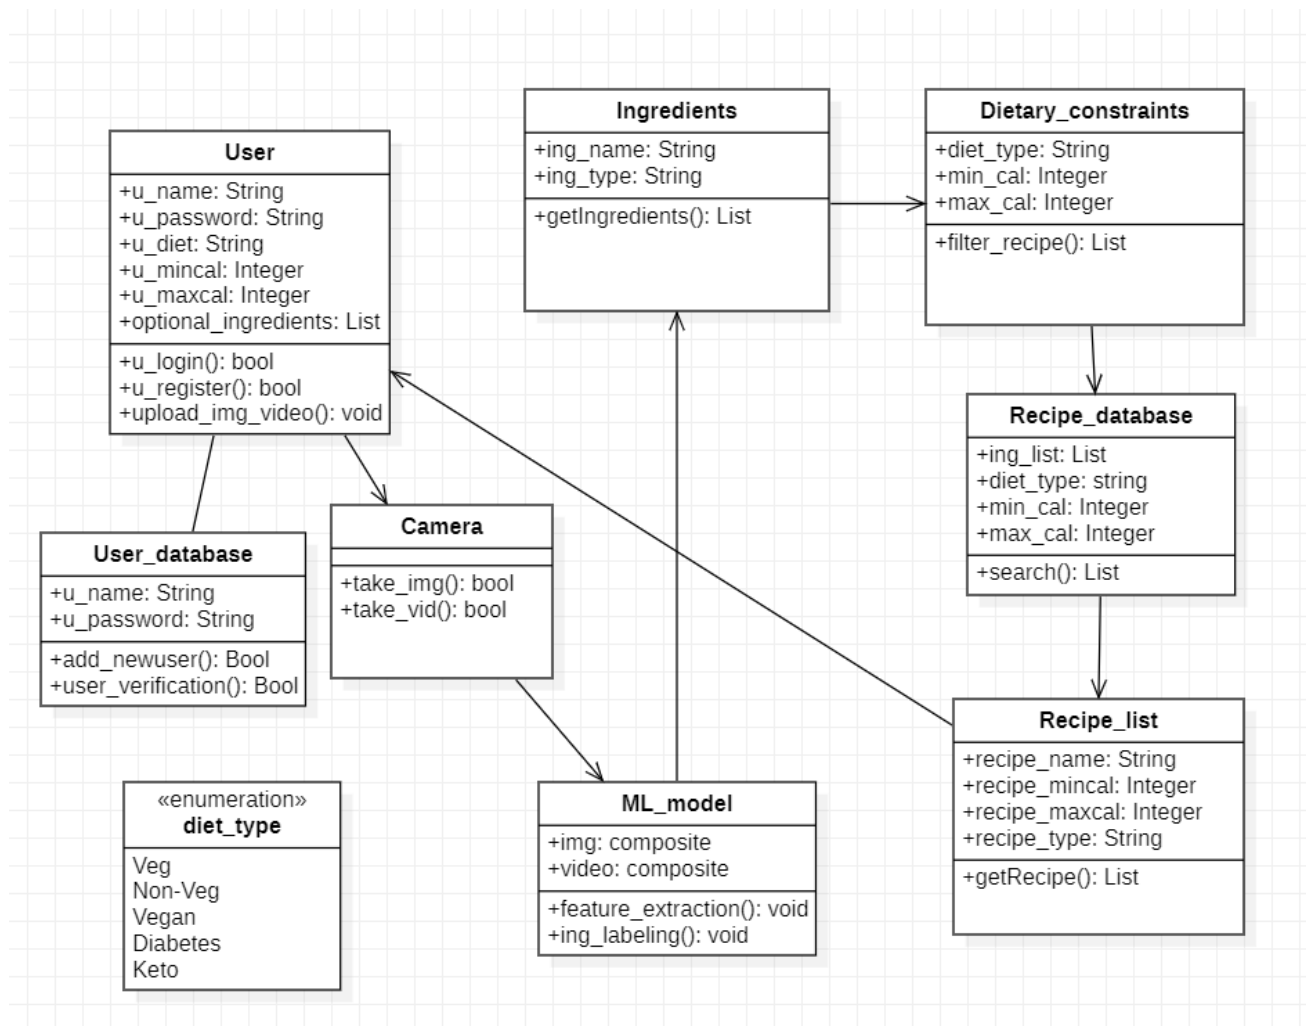 User
+u_name: String
+u_password: String
+u_diet: String
+u_mincal: Integer
+u_maxcal: Integer
+optional_ingredients: List
+u_login(): bool
+u_register(): bool
+upload_img_video(): void
Ingredients
+ing_name: String
+ing_type: String
+getIngredients(): List
Dietary_constraints
+diet_type: String
+min_cal: Integer
+max_cal: Integer
+filter_recipe(): List
Recipe_database
+ing_list: List
+diet_type: string
+min_cal: Integer
+max_cal: Integer
+search(): List
User_database
+u_name: String
+u_password: String
+add_newuser(): Bool
+user_verification(): Bool
Camera
+take_img(): bool
+take_vid(): bool
Recipe_list
+recipe_name: String
+recipe_mincal: Integer
+recipe_maxcal: Integer
+recipe_type: String
+getRecipe(): List
«enumeration»
diet_type
Veg
Non-Veg
Vegan
Diabetes
Keto
ML_model
+img: composite
+video: composite
+feature_extraction(): void
+ing_labeling(): void